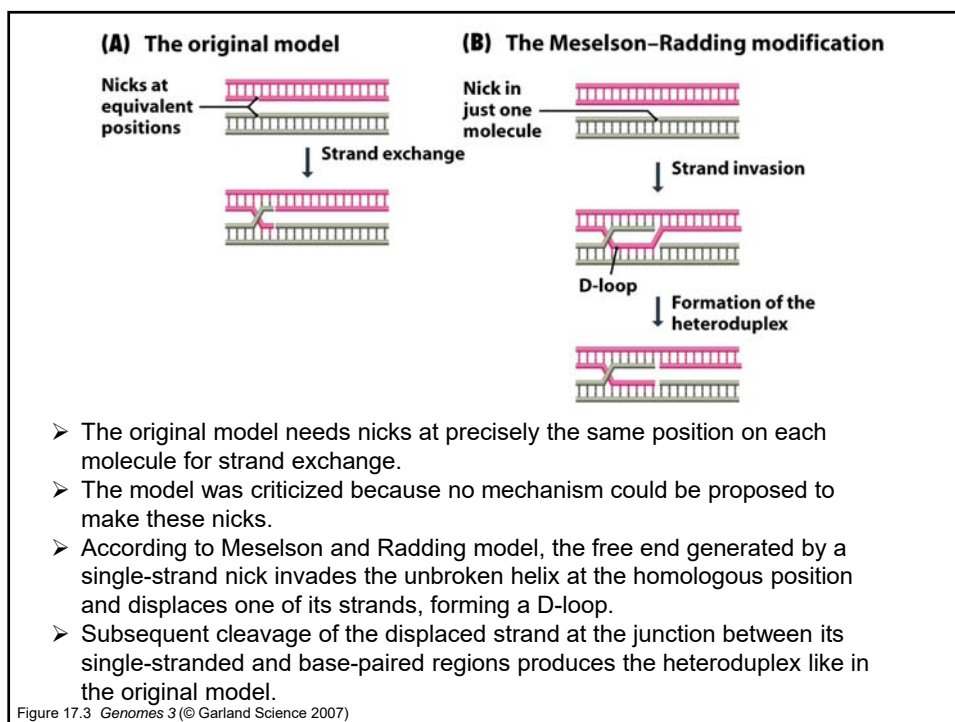 (A) The original model
Nicks at
equivalent
positions
Strand exchange
(B) The Meselson–Radding modification
Nick in
just one
molecule
Strand invasion
D-loop
Formation of the
heteroduplex
➢ The original model needs nicks at precisely the same position on each
molecule for strand exchange.
➢ The model was criticized because no mechanism could be proposed to
make these nicks.
➢ According to Meselson and Radding model, the free end generated by a
single-strand nick invades the unbroken helix at the homologous position
and displaces one of its strands, forming a D-loop.
➢ Subsequent cleavage of the displaced strand at the junction between its
single-stranded and base-paired regions produces the heteroduplex like in
the original model.
Figure 17.3 Genomes 3 (© Garland Science 2007)